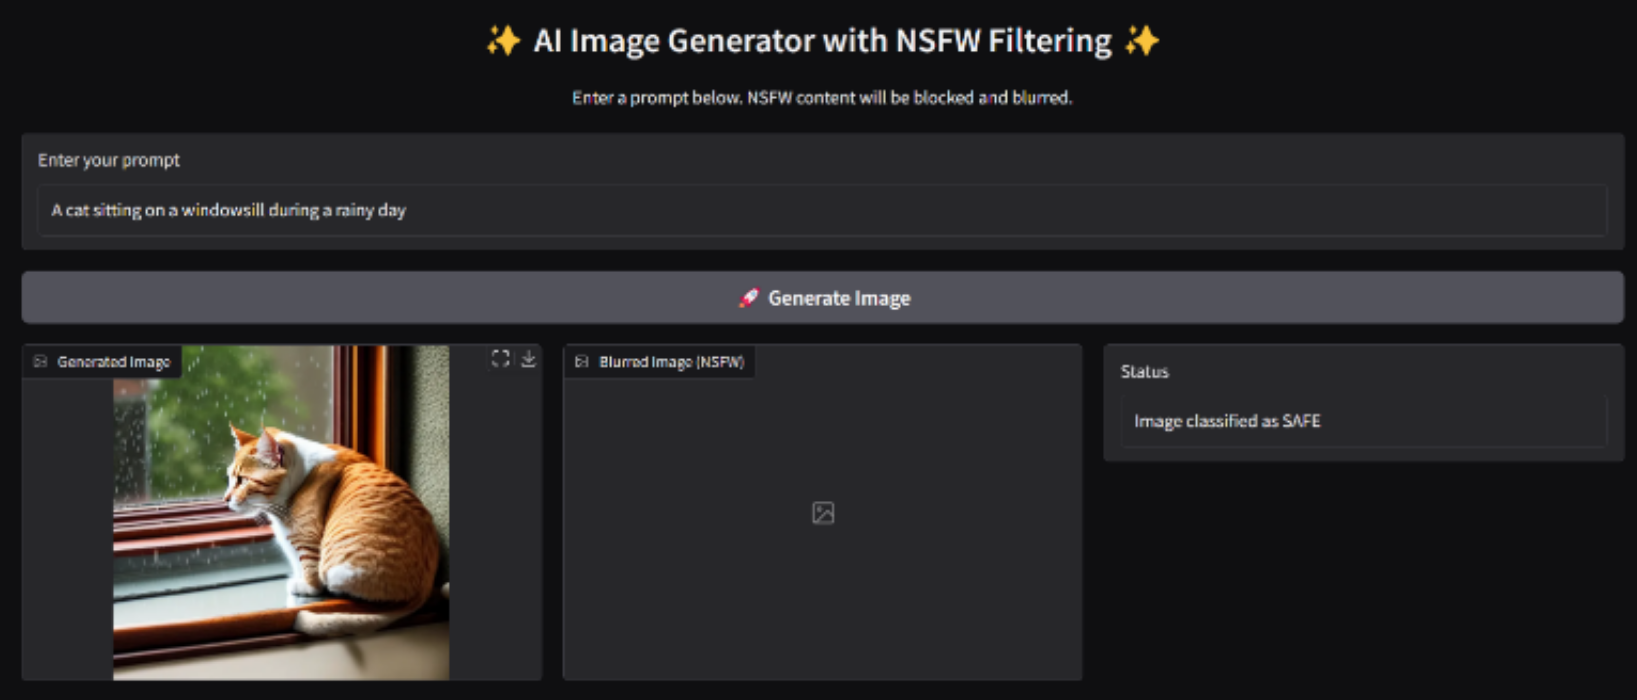 ✨ AI Image Generator with NSFW Filtering ✨
Enter a prompt below. NSFW content will be blocked and blurred.
Enter your prompt
A cat sitting on a windowsill during a rainy day
🚀 Generate Image
Generated Image
Blurred Image (NSFW)
Status
Image classified as SAFE